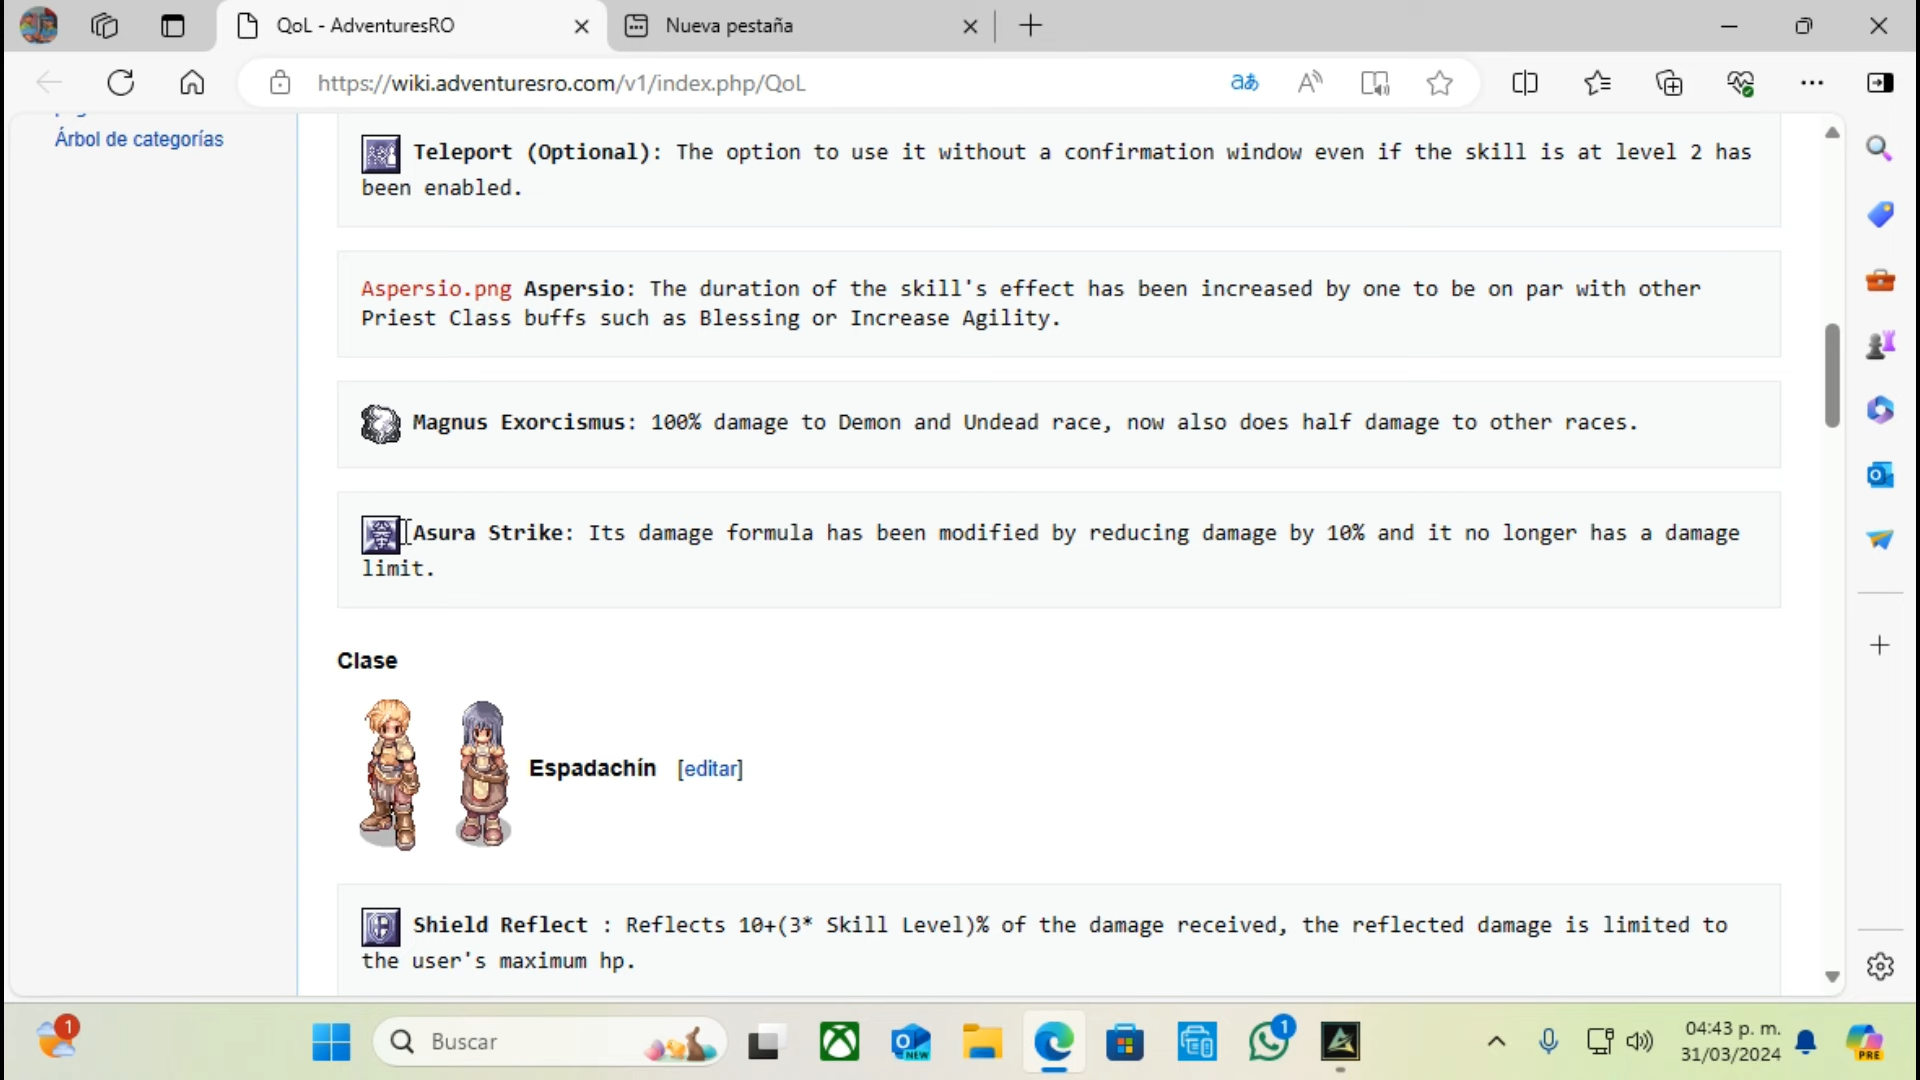 QoL - AdventuresRO
Nueva pestaña
https://wiki.adventuresro.com/v1/index.php/QoL
Árbol de categorías
Teleport (Optional): The option to use it without a confirmation window even if the skill is at level 2 has
been enabled.
Aspersio.png Aspersio: The duration of the skill's effect has been increased by one to be on par with other
Priest Class buffs such as Blessing or Increase Agility.
Magnus Exorcismus: 100% damage to Demon and Undead race, now also does half damage to other races.
Asura Strike: Its damage formula has been modified by reducing damage by 10% and it no longer has a damage
limit.
Clase
Espadachín [editar]
Shield Reflect : Reflects 10+(3* Skill Level)% of the damage received, the reflected damage is limited to
the user's maximum hp.
1
Buscar
NEW
1
04:43 p. m.
31/03/2024
PRE